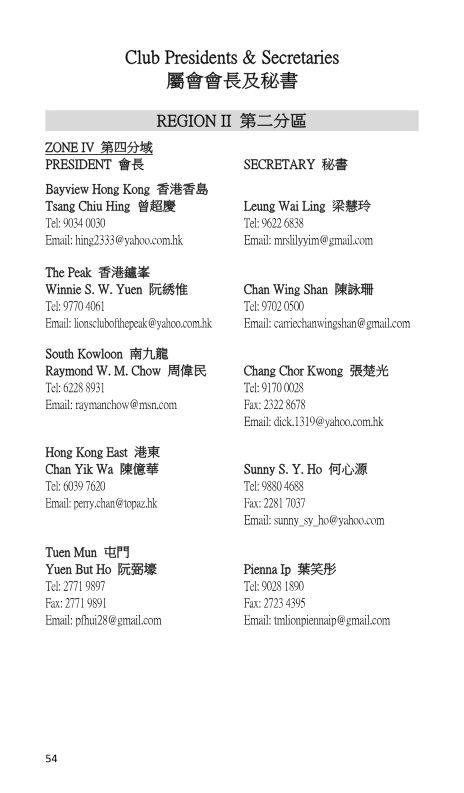 Club Presidents & Secretaries
屬會會長及秘書
REGION II 第二分區
ZONE IV 第四分域
PRESIDENT 會長 SECRETARY 秘書
Bayview Hong Kong 香港香島
Tsang Chiu Hing 曾超慶 Leung Wai Ling 梁慧玲
Tel: 9034 0030 Tel: 9622 6838
Email: hing2333@yahoo.com.hk Email: mrslilyyim@gmail.com
The Peak 香港鑪峯
Winnie S. W. Yuen 阮綉惟 Chan Wing Shan 陳詠珊
Tel: 9770 4061 Tel: 9702 0500
Email: lionsclubofthepeak@yahoo.com.hk Email: carriechanwingshan@gmail.com
South Kowloon 南九龍
Raymond W. M. Chow 周偉民 Chang Chor Kwong 張楚光
Tel: 6228 8931 Tel: 9170 0028
Email: raymanchow@msn.com Fax: 2322 8678
Email: dick.1319@yahoo.com.hk
Hong Kong East 港東
Chan Yik Wa 陳億華 Sunny S. Y. Ho 何心源
Tel: 6039 7620 Tel: 9880 4688
Email: perry.chan@topaz.hk Fax: 2281 7037
Email: sunny_sy_ho@yahoo.com
Tuen Mun 屯門
Yuen But Ho 阮弼壕 Pienna Ip 葉笑彤
Tel: 2771 9897 Tel: 9028 1890
Fax: 2771 9891 Fax: 2723 4395
Email: pfhui28@gmail.com Email: tmlionpiennaip@gmail.com
54